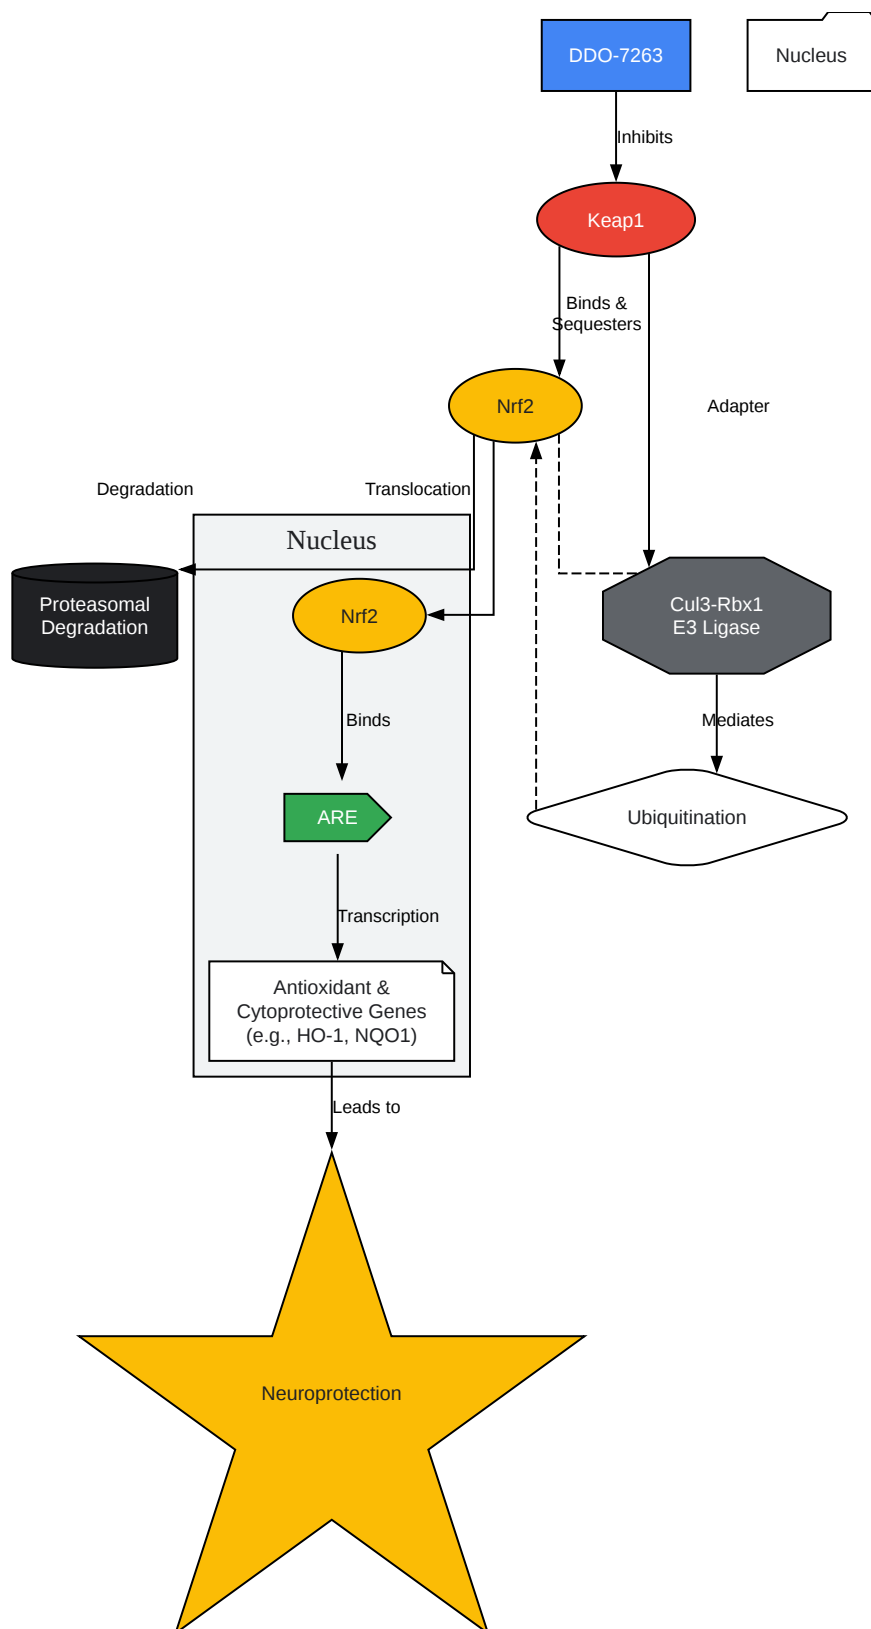 DDO-7263
Nucleus
Inhibits
Keap1
Binds &
Sequesters
Nrf2
Adapter
Degradation
Translocation
Nucleus
Proteasomal
Degradation
Nrf2
Cul3-Rbx1
E3 Ligase
Binds
Mediates
ARE
Ubiquitination
Transcription
Antioxidant &
Cytoprotective Genes
(e.g., HO-1, NQO1)
Leads to
Neuroprotection